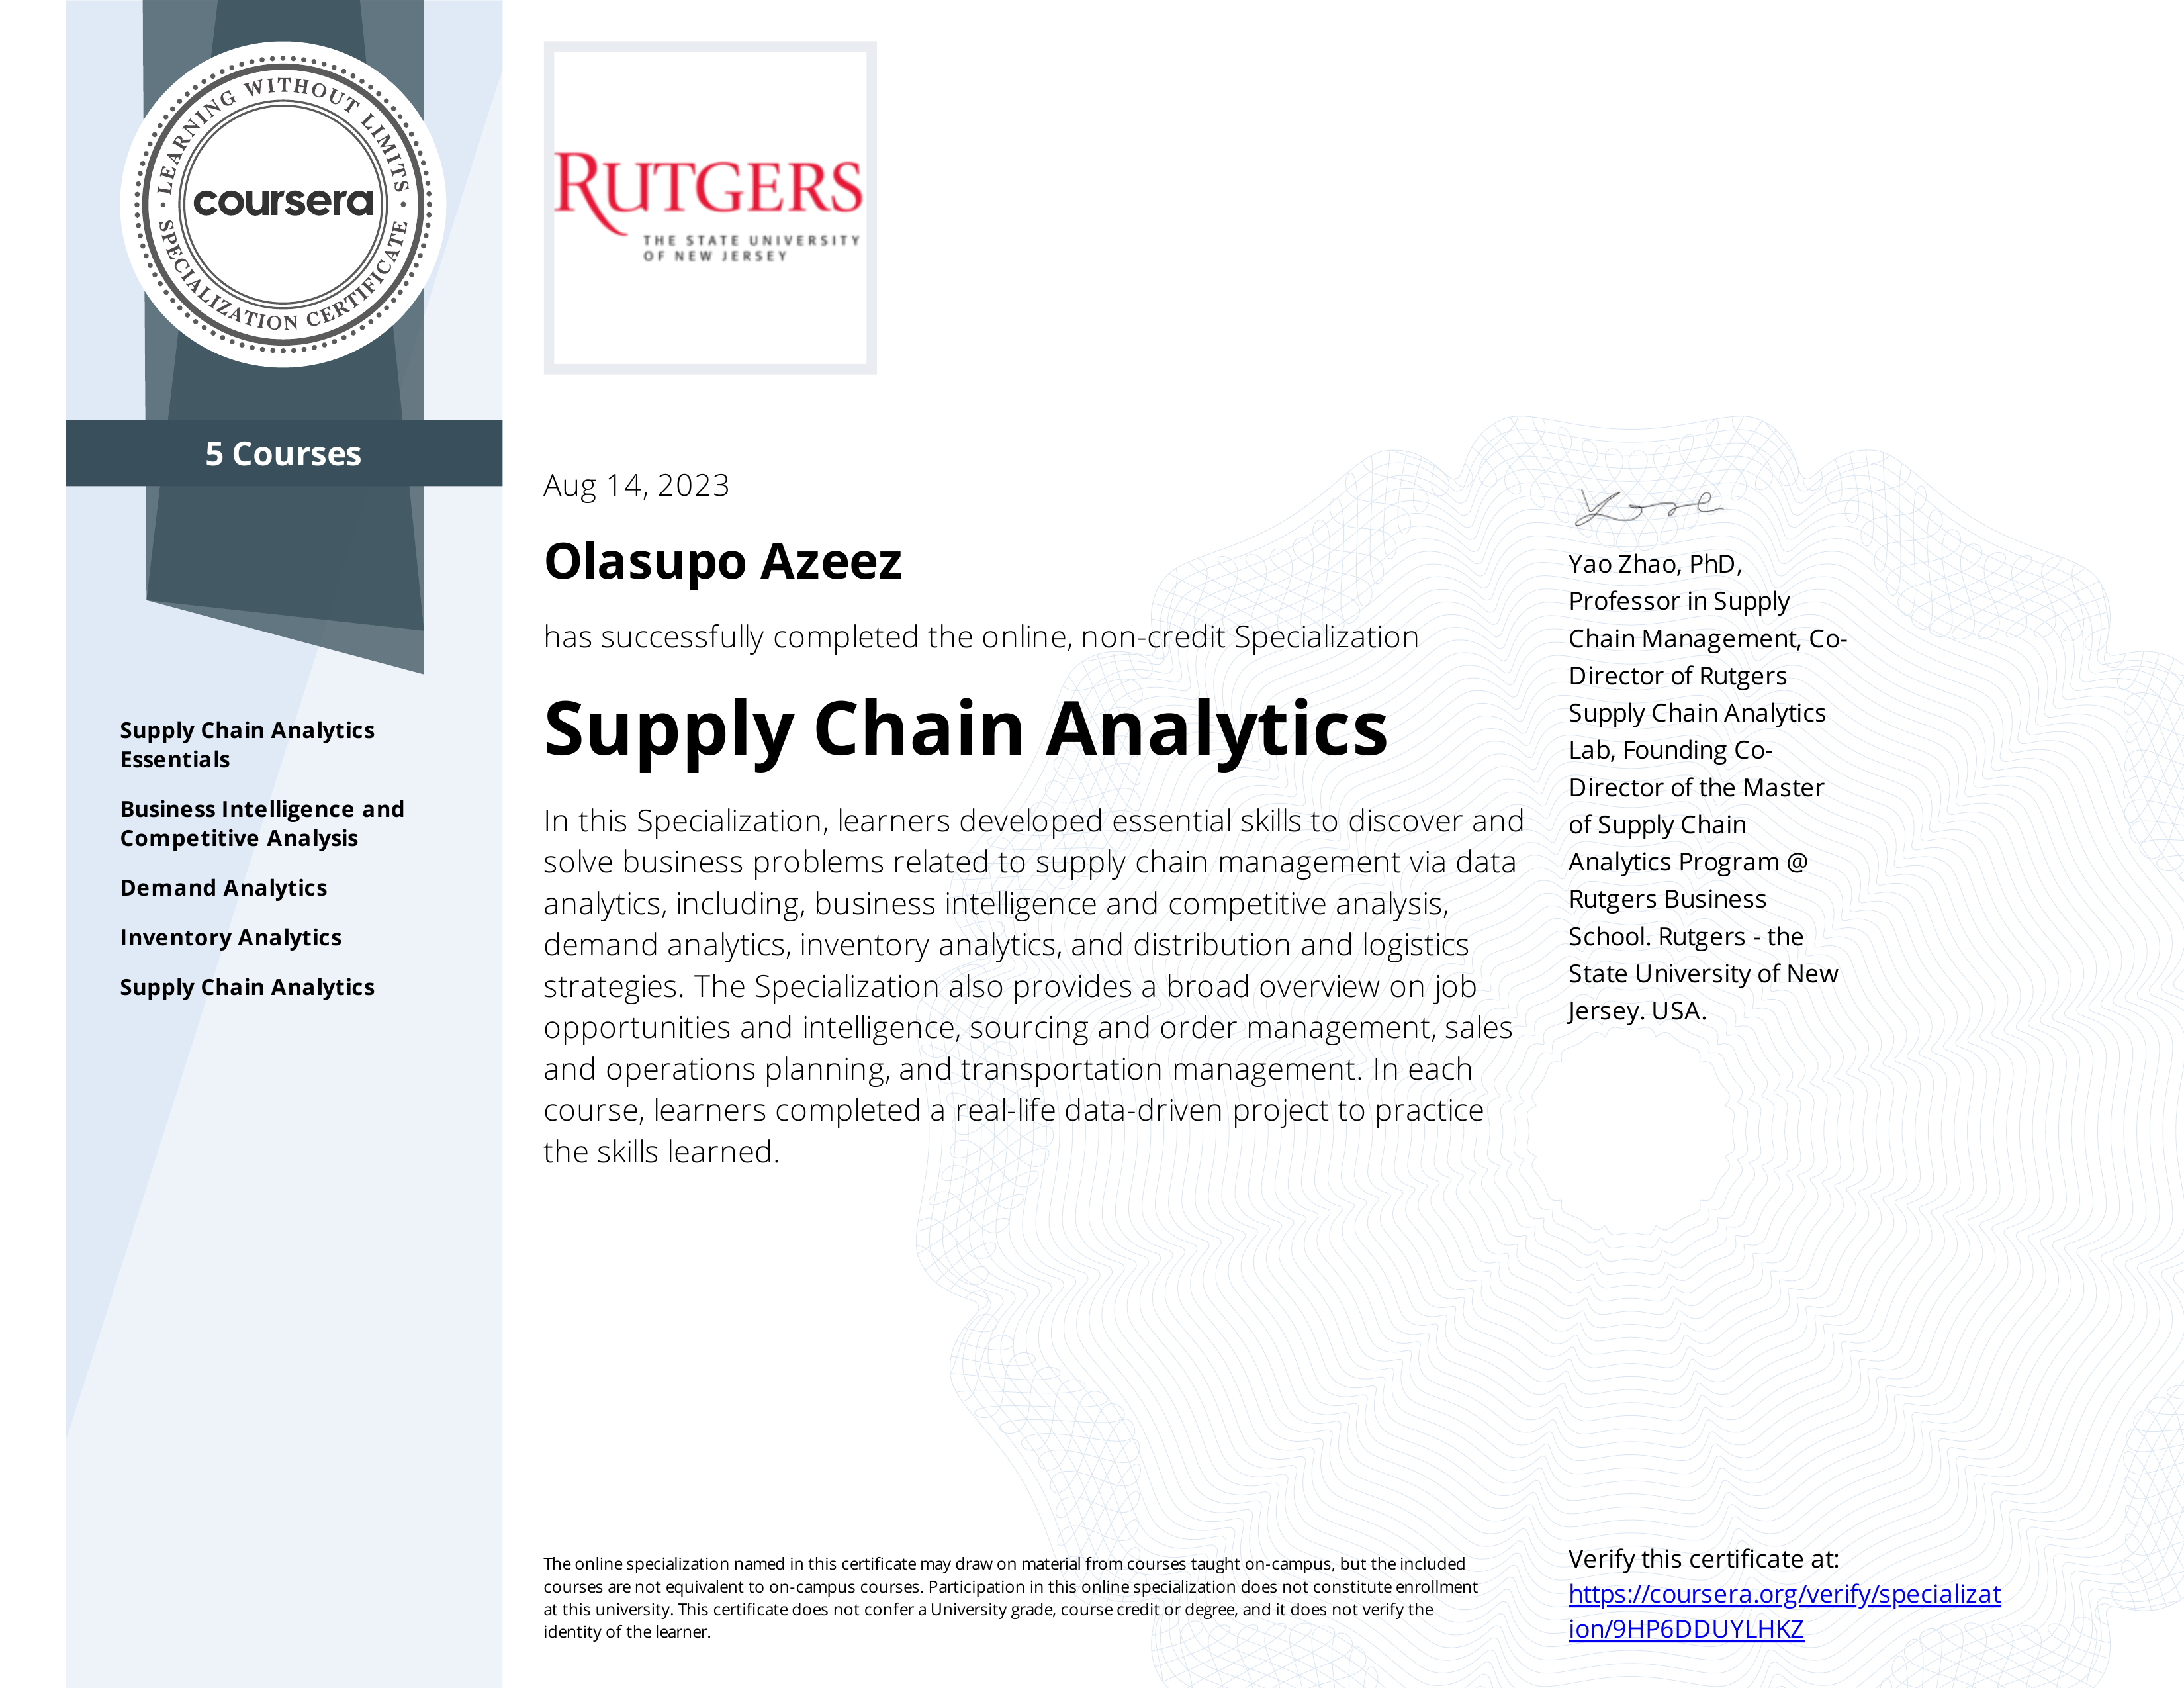 LEARNING WITHOUT LIMITS
coursera
SPECIALIZATION CERTIFICATE
5 Courses
Supply Chain Analytics
Essentials
Business Intelligence and
Competitive Analysis
Demand Analytics
Inventory Analytics
Supply Chain Analytics
RUTGERS
THE STATE UNIVERSITY
OF NEW JERSEY
Aug 14, 2023
Olasupo Azeez
has successfully completed the online, non-credit Specialization
Supply Chain Analytics
In this Specialization, learners developed essential skills to discover and
solve business problems related to supply chain management via data
analytics, including, business intelligence and competitive analysis,
demand analytics, inventory analytics, and distribution and logistics
strategies. The Specialization also provides a broad overview on job
opportunities and intelligence, sourcing and order management, sales
and operations planning, and transportation management. In each
course, learners completed a real-life data-driven project to practice
the skills learned.
Yao Zhao, PhD,
Professor in Supply
Chain Management, Co-
Director of Rutgers
Supply Chain Analytics
Lab, Founding Co-
Director of the Master
of Supply Chain
Analytics Program @
Rutgers Business
School. Rutgers - the
State University of New
Jersey. USA.
The online specialization named in this certificate may draw on material from courses taught on-campus, but the included
courses are not equivalent to on-campus courses. Participation in this online specialization does not constitute enrollment
at this university. This certificate does not confer a University grade, course credit or degree, and it does not verify the
identity of the learner.
Verify this certificate at:
https://coursera.org/verify/specializat
ion/9HP6DDUYLHKZ